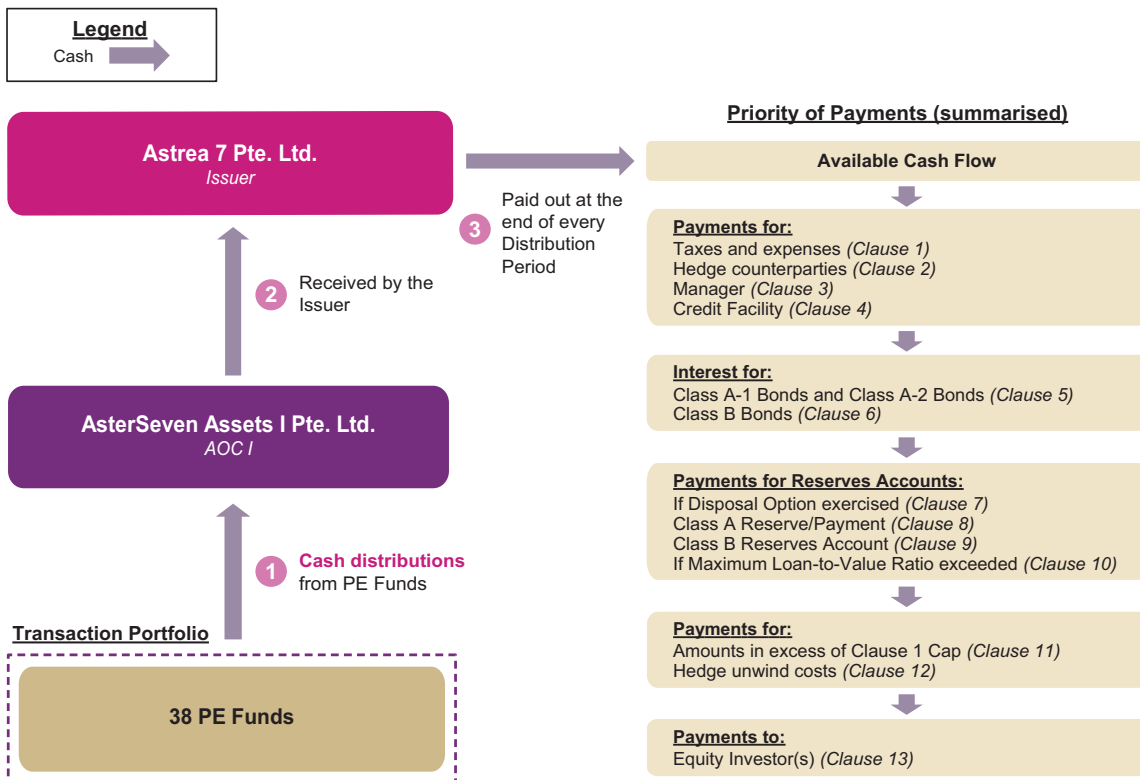 Legend
Cash
Astrea 7 Pte. Ltd.
Issuer
3
Paid out at the
end of every
Distribution
Period
2
Received by the
Issuer
AsterSeven Assets I Pte. Ltd.
AOC I
1
Cash distributions
from PE Funds
Transaction Portfolio
38 PE Funds
Priority of Payments (summarised)
Available Cash Flow
Payments for:
Taxes and expenses (Clause 1)
Hedge counterparties (Clause 2)
Manager (Clause 3)
Credit Facility (Clause 4)
Interest for:
Class A-1 Bonds and Class A-2 Bonds (Clause 5)
Class B Bonds (Clause 6)
Payments for Reserves Accounts:
If Disposal Option exercised (Clause 7)
Class A Reserve/Payment (Clause 8)
Class B Reserves Account (Clause 9)
If Maximum Loan-to-Value Ratio exceeded (Clause 10)
Payments for:
Amounts in excess of Clause 1 Cap (Clause 11)
Hedge unwind costs (Clause 12)
Payments to:
Equity Investor(s) (Clause 13)